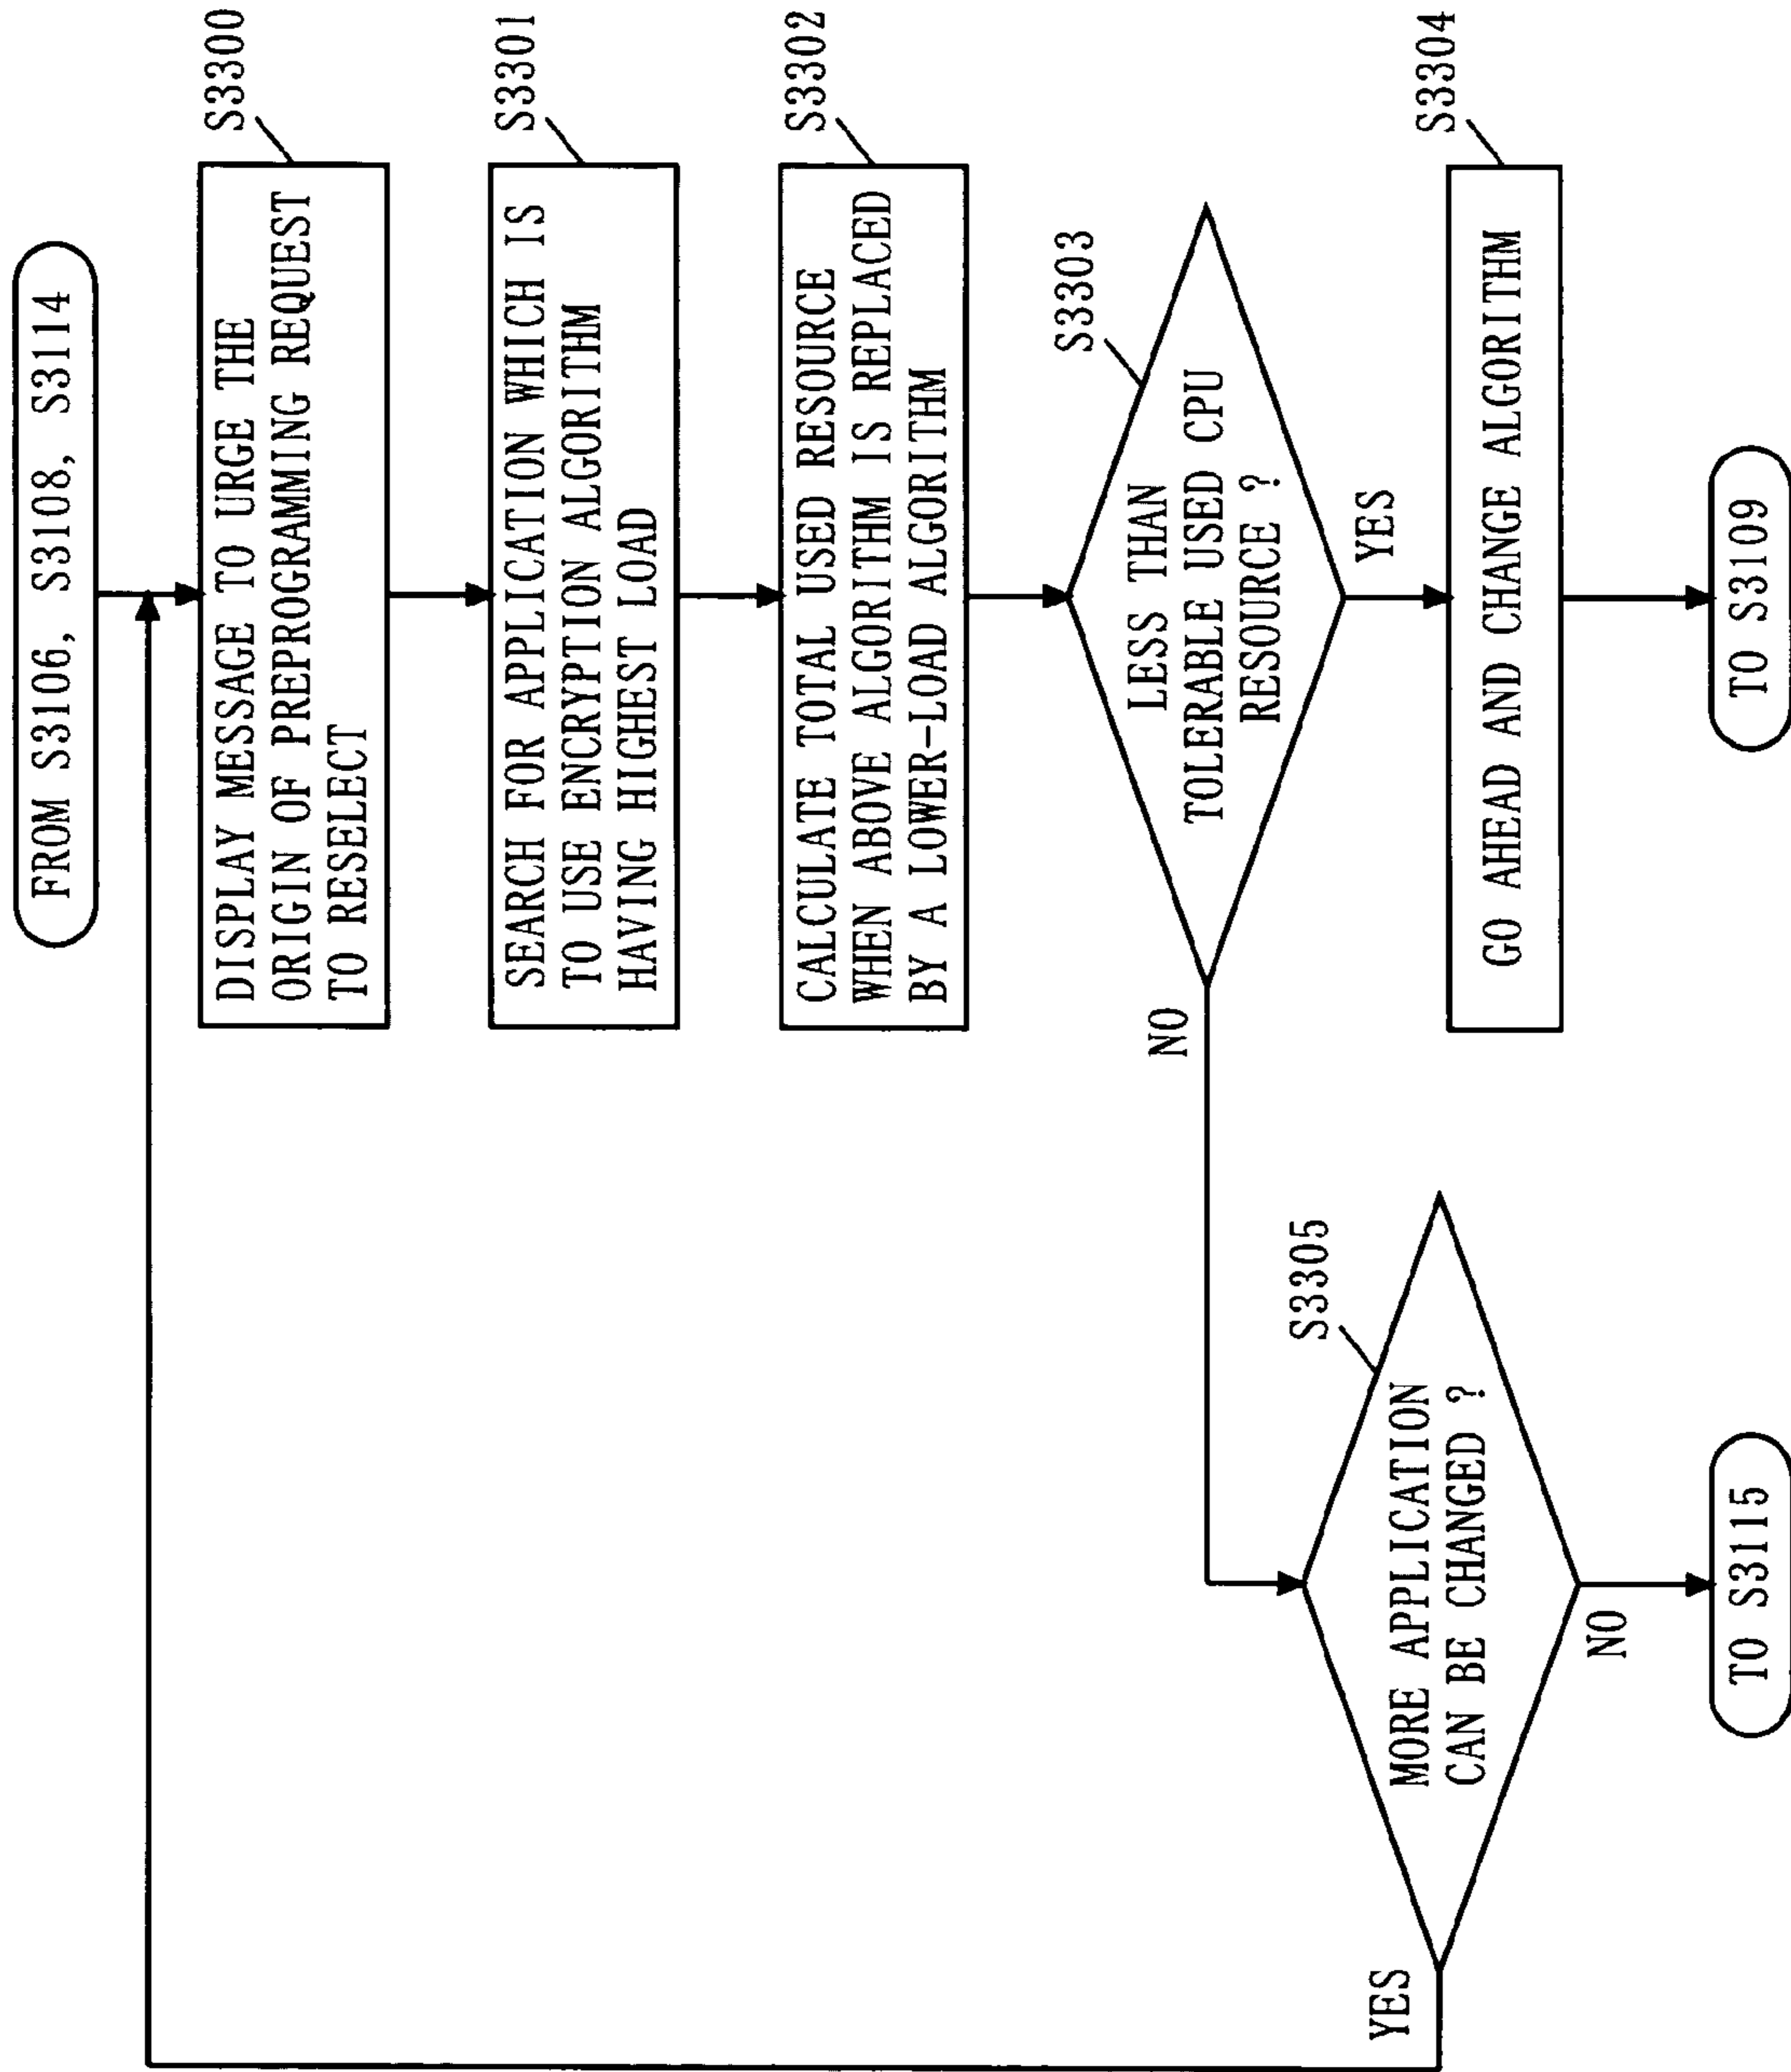 FROM S3106, S3108, S3114
S3300
DISPLAY MESSAGE TO URGE THE
ORIGIN OF PREPROGRAMMING REQUEST
TO RESELECT
S3301
SEARCH FOR APPLICATION WHICH IS
TO USE ENCRYPTION ALGORITHM
HAVING HIGHEST LOAD
S3302
CALCULATE TOTAL USED RESOURCE
WHEN ABOVE ALGORITHM IS REPLACED
BY A LOWER-LOAD ALGORITHM
S3303
LESS THAN
TOLERABLE USED CPU
RESOURCE ?
NO
YES
S3304
GO AHEAD AND CHANGE ALGORITHM
TO S3109
S3305
MORE APPLICATION
CAN BE CHANGED ?
YES
NO
TO S3115